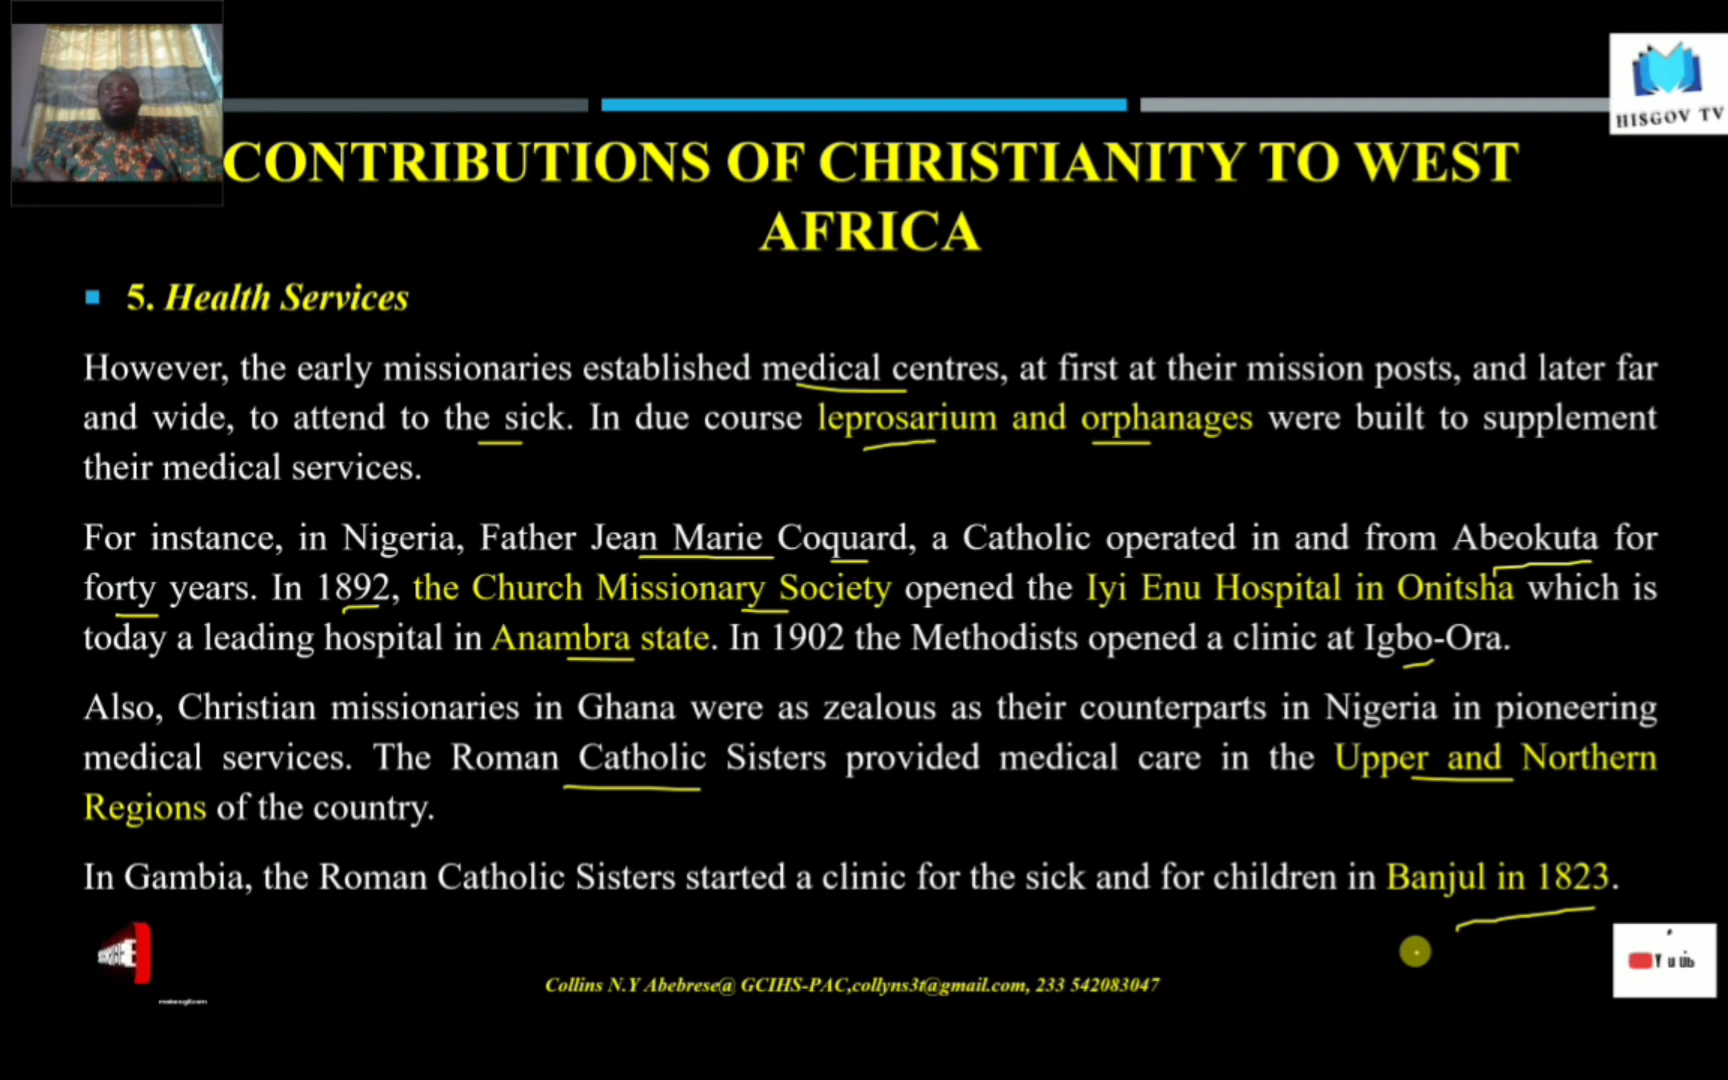 HISGOV TV
CONTRIBUTIONS OF CHRISTIANITY TO WEST
AFRICA
5. Health Services
However, the early missionaries established medical centres, at first at their mission posts, and later far
and wide, to attend to the sick. In due course leprosarium and orphanages were built to supplement
their medical services.
For instance, in Nigeria, Father Jean Marie Coquard, a Catholic operated in and from Abeokuta for
forty years. In 1892, the Church Missionary Society opened the Iyi Enu Hospital in Onitsha which is
today a leading hospital in Anambra state. In 1902 the Methodists opened a clinic at Igbo-Ora.
Also, Christian missionaries in Ghana were as zealous as their counterparts in Nigeria in pioneering
medical services. The Roman Catholic Sisters provided medical care in the Upper and Northern
Regions of the country.
In Gambia, the Roman Catholic Sisters started a clinic for the sick and for children in Banjul in 1823.
Collins N.Y Abebrese@ GCIHS-PAC,collyns3t@gmail.com, 233 542083047